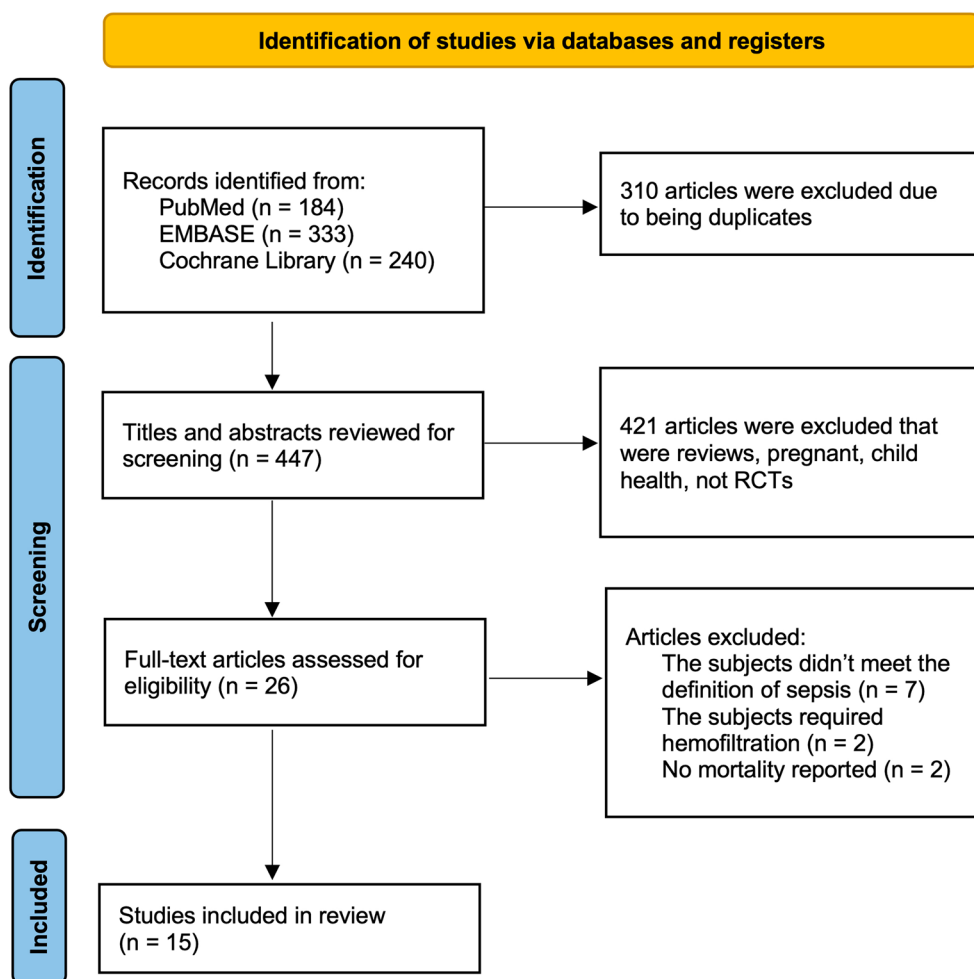 Identification of studies via databases and registers
Identification
Records identified from:
PubMed (n = 184)
EMBASE (n = 333)
Cochrane Library (n = 240)
310 articles were excluded due
to being duplicates
Screening
Titles and abstracts reviewed for
screening (n = 447)
421 articles were excluded that
were reviews, pregnant, child
health, not RCTs
Full-text articles assessed for
eligibility (n = 26)
Articles excluded:
The subjects didn’t meet the
definition of sepsis (n = 7)
The subjects required
hemofiltration (n = 2)
No mortality reported (n = 2)
Included
Studies included in review
(n = 15)